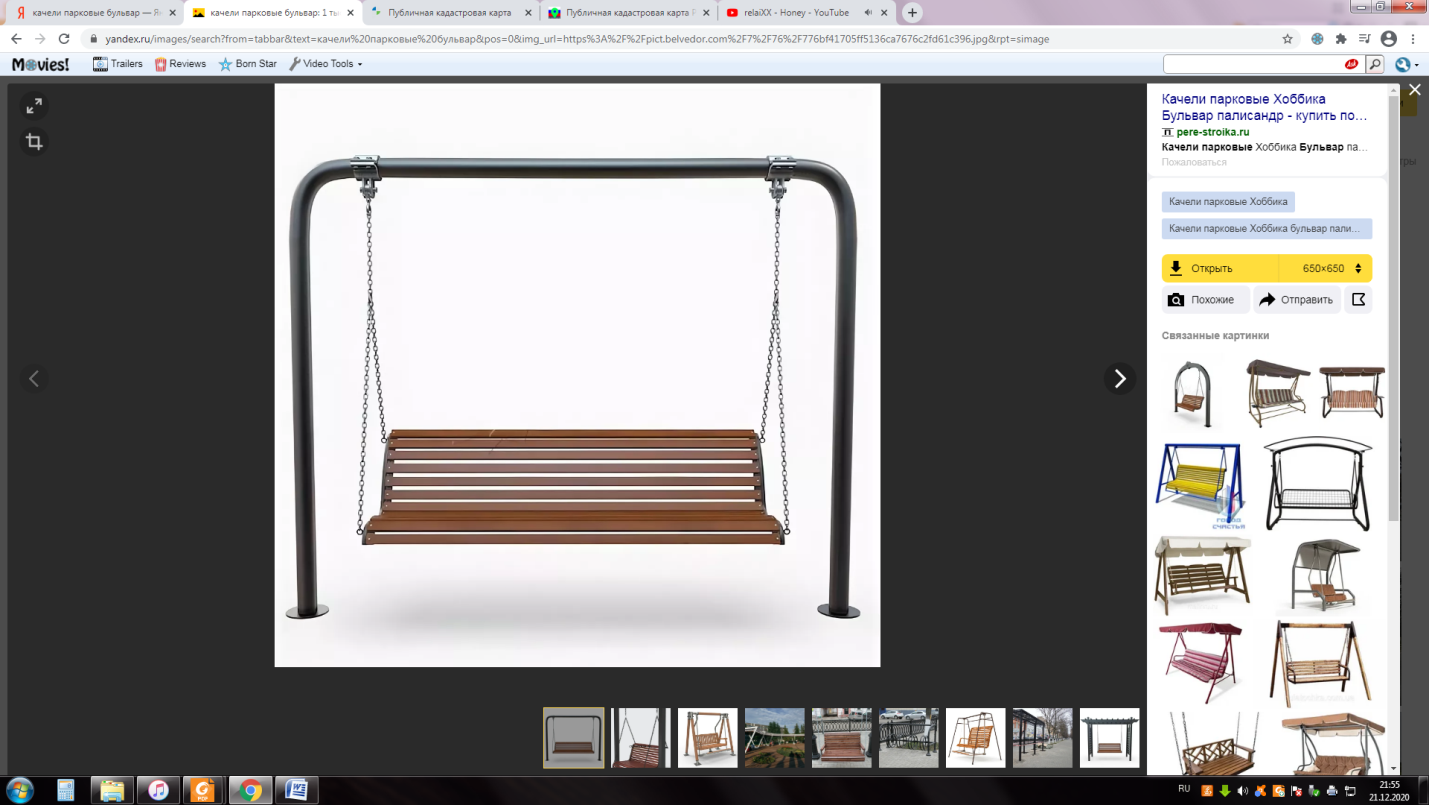 качели парковые бульвар — Ян
качели парковые бульвар: 1 ты
Публичная кадастровая карта
Публичная кадастровая карта Р
relaiXX - Honey - YouTube
yandex.ru/images/search?from=tabbar&text=качели%20парковые%20бульвар&pos=0&img_url=https%3A%2F%2Fpict.belvedor.com%2F7%2F76%2F776bf41705ff5136ca7676c2fd61c396.jpg&rpt=simage
Movies!
Trailers
Reviews
Born Star
Video Tools
Ask
Качели парковые Хоббика
Бульвар палисандр - купить по…
pere-stroika.ru
Качели парковые Хоббика Бульвар па…
Пожаловаться
Качели парковые Хоббика
Качели парковые Хоббика бульвар пали…
Открыть
650×650
Похожие
Отправить
Связанные картинки
ГОРОД
СЧАСТЬЯ
RU
21:55
21.12.2020